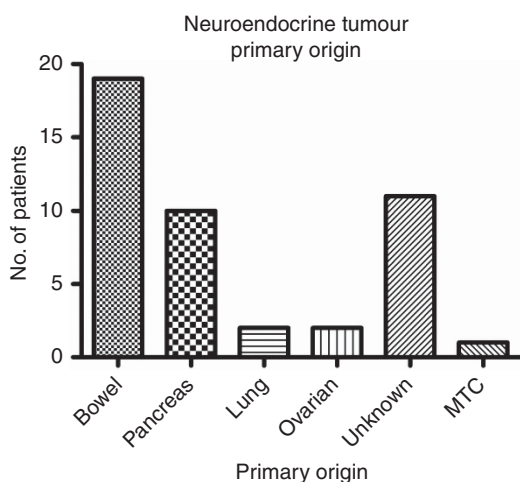 Neuroendocrine tumour
primary origin
No. of patients
20
15
10
5
0
Bowel
Pancreas
Lung
Ovarian
Unknown
MTC
Primary origin